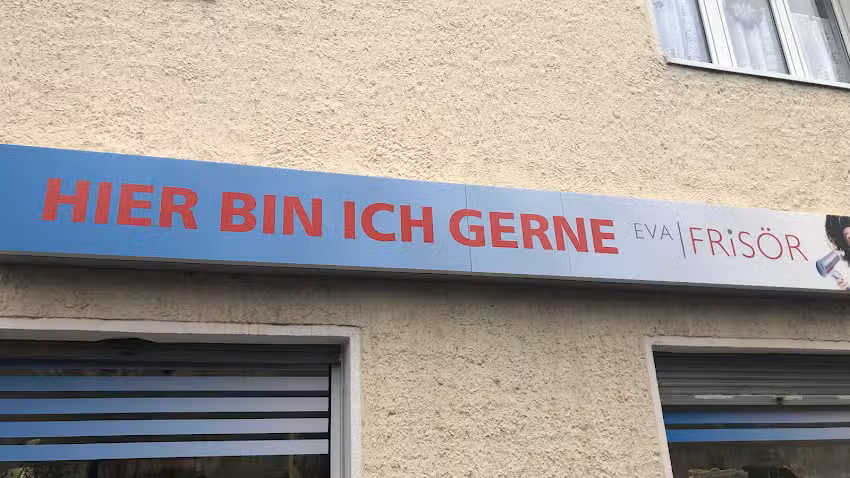 HIER BIN ICH GERNE EVA | FRiSÖR